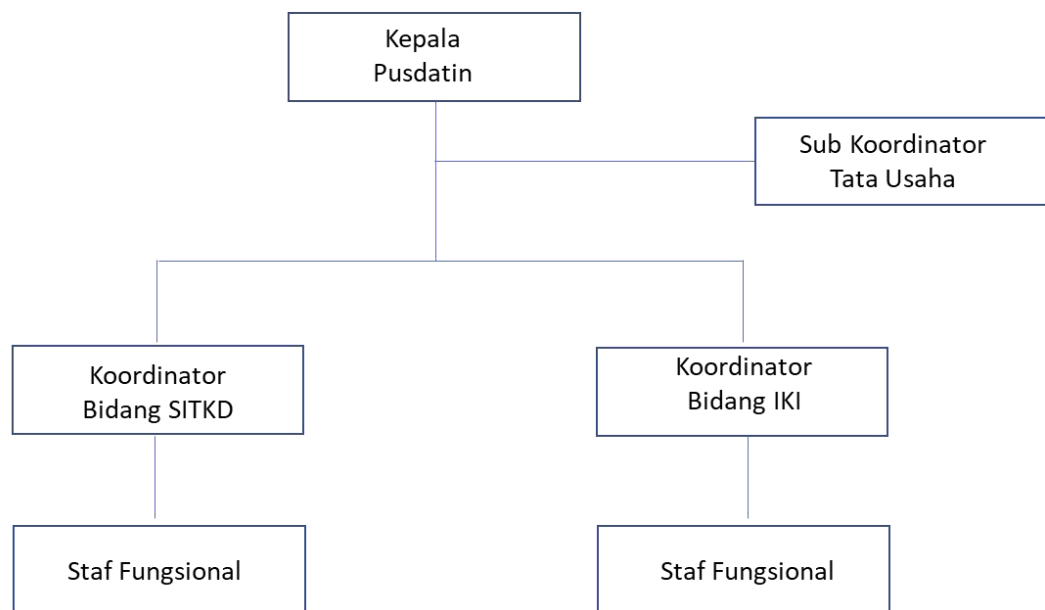 Kepala
Pusdatin
Sub Koordinator
Tata Usaha
Koordinator
Bidang SITKD
Koordinator
Bidang IKI
Staf Fungsional
Staf Fungsional